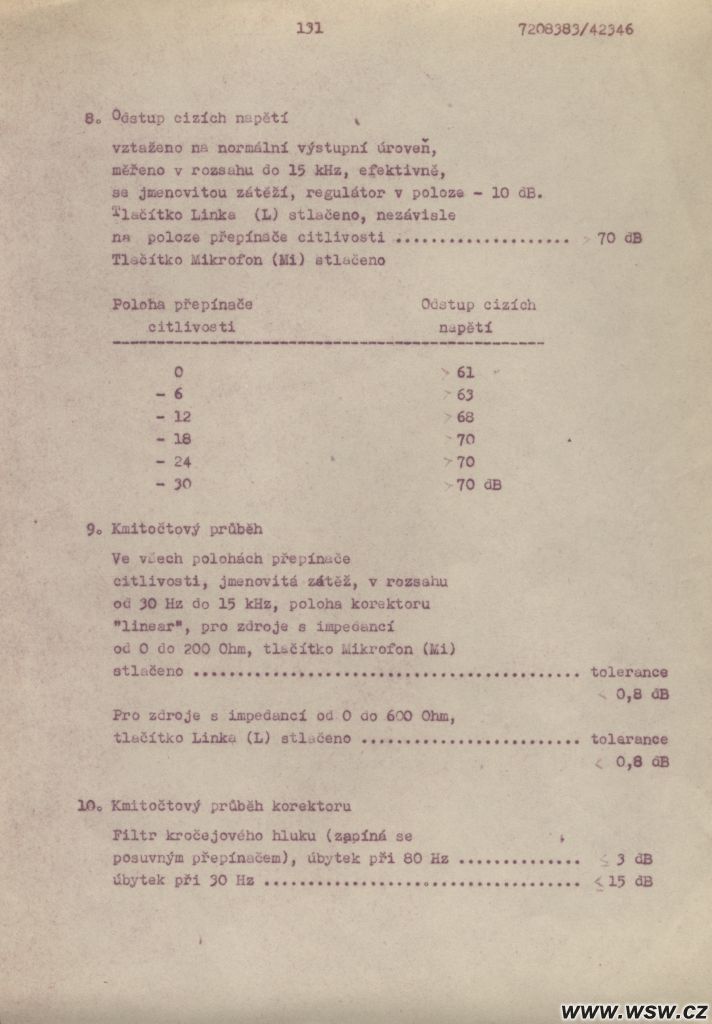 131 7208383/42346
8. Odstup cizích napětí
vztaženo na normální výstupní úroveň,
měřeno v rozsahu do 15 kHz, efektivně,
se jmenovitou zátěží, regulátor v poloze - 10 dB.
Tlačítko Linka (L) stlačeno, nezávisle
na poloze přepínače citlivosti ..................... > 70 dB
Tlačítko Mikrofon (Mi) stlačeno
Poloha přepínače Odstup cizích
citlivosti napětí
0 > 61
- 6 > 63
- 12 > 68
- 18 > 70
- 24 > 70
- 30 > 70 dB
9. Kmitočtový průběh
Ve všech polohách přepínače
citlivosti, jmenovitá zátěž, v rozsahu
od 30 Hz do 15 kHz, poloha korektoru
"linear", pro zdroje s impedancí
od 0 do 200 Ohm, tlačítko Mikrofon (Mi)
stlačeno ............................................ tolerance
< 0,8 dB
Pro zdroje s impedancí od 0 do 600 Ohm,
tlačítko Linka (L) stlačeno ......................... tolerance
< 0,8 dB
10. Kmitočtový průběh korektoru
Filtr kročejového hluku (zapíná se
posuvným přepínačem), úbytek při 80 Hz .............. ≤ 3 dB
úbytek při 30 Hz .................................... ≤ 15 dB
www.wsw.cz